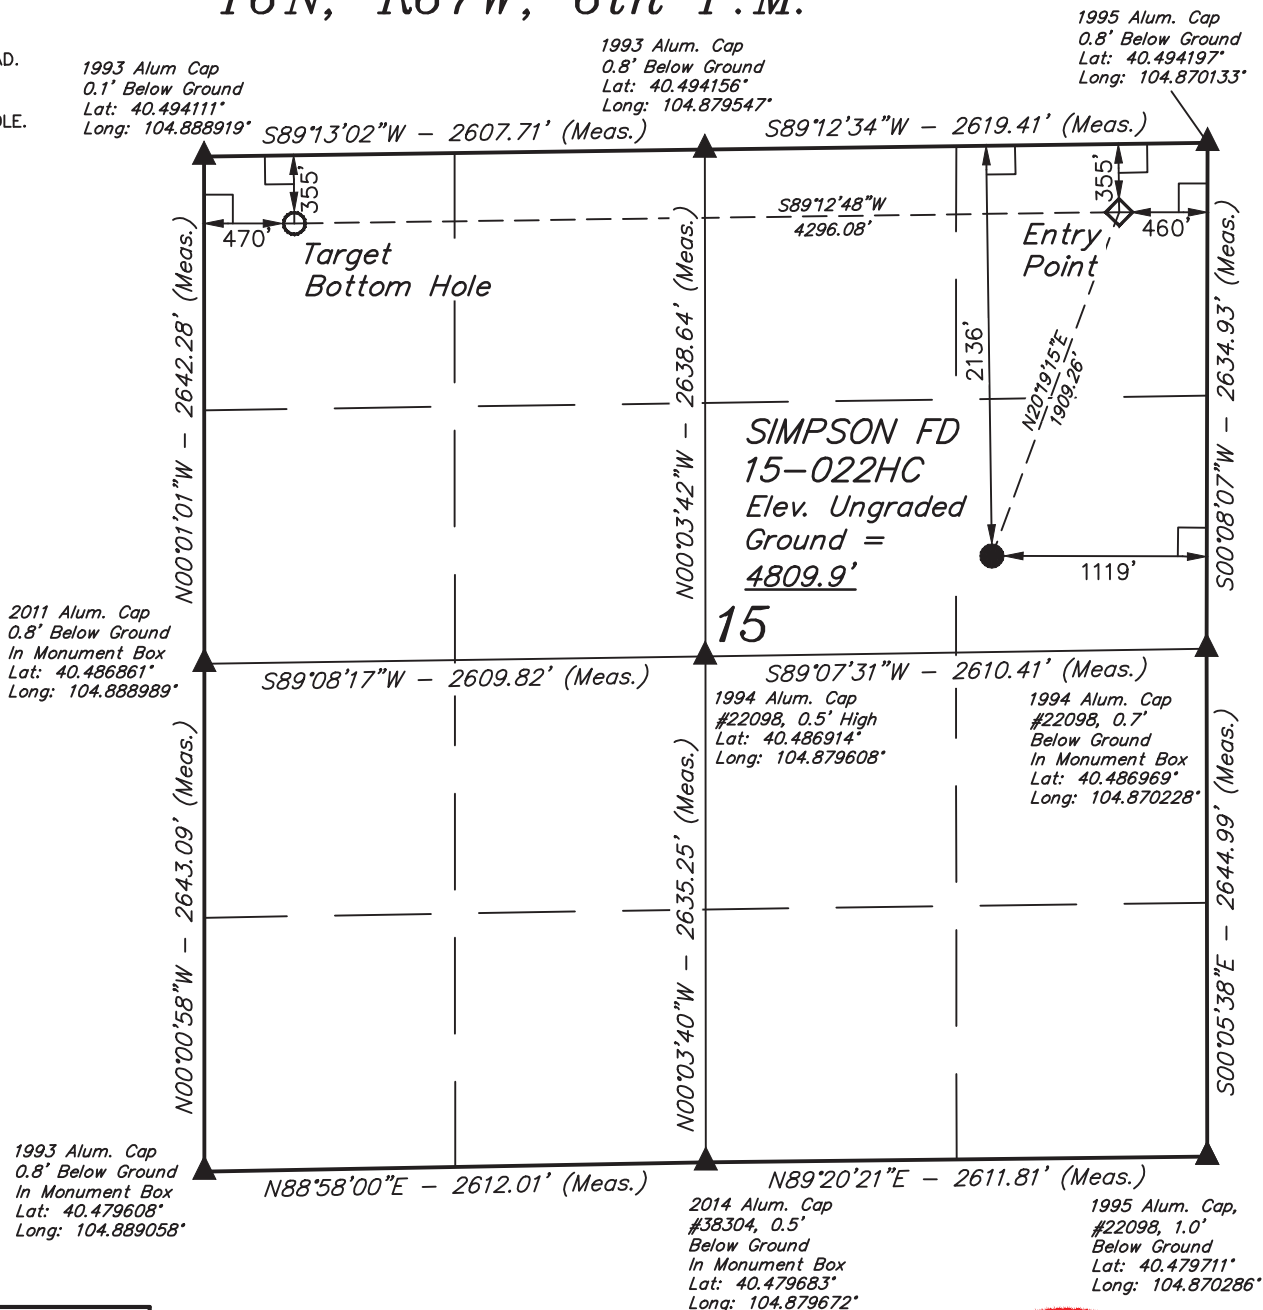 R67W, 6th P.M.
AD.
OLE.
1993 Alum Cap
0.1' Below Ground
Lat: 40.494111°
Long: 104.888919°
1993 Alum. Cap
0.8' Below Ground
Lat: 40.494156°
Long: 104.879547°
1995 Alum. Cap
0.8' Below Ground
Lat: 40.494197°
Long: 104.870133°
S89°13'02"W - 2607.71' (Meas.)
S89°12'34"W - 2619.41' (Meas.)
355'
355'
470'
460'
S89°12'48"W
4296.08'
Target
Bottom Hole
Entry
Point
N00°01'01"W - 2642.28' (Meas.)
N00°03'42"W - 2638.64' (Meas.)
2136'
N20°19'15"E
1909.26'
S00°08'07"W - 2634.93' (Meas.)
SIMPSON FD
15-022HC
Elev. Ungraded
Ground =
4809.9'
1119'
15
2011 Alum. Cap
0.8' Below Ground
In Monument Box
Lat: 40.486861°
Long: 104.888989°
S89°08'17"W - 2609.82' (Meas.)
S89°07'31"W - 2610.41' (Meas.)
1994 Alum. Cap
#22098, 0.5' High
Lat: 40.486914°
Long: 104.879608°
1994 Alum. Cap
#22098, 0.7'
Below Ground
In Monument Box
Lat: 40.486969°
Long: 104.870228°
N00°00'58"W - 2643.09' (Meas.)
N00°03'40"W - 2635.25' (Meas.)
S00°05'38"E - 2644.99' (Meas.)
1993 Alum. Cap
0.8' Below Ground
In Monument Box
Lat: 40.479608°
Long: 104.889058°
N88°58'00"E - 2612.01' (Meas.)
N89°20'21"E - 2611.81' (Meas.)
2014 Alum. Cap
#38304, 0.5'
Below Ground
In Monument Box
Lat: 40.479683°
Long: 104.879672°
1995 Alum. Cap,
#22098, 1.0'
Below Ground
Lat: 40.479711°
Long: 104.870286°